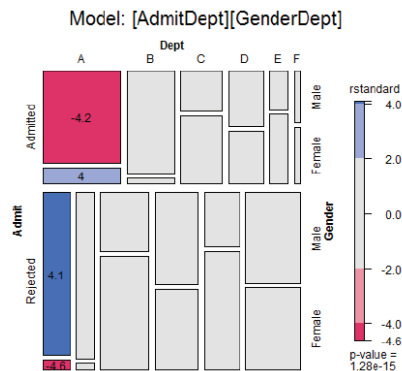 Model: [AdmitDept][GenderDept]
Dept
A B C D E F
rstandard
Admitted
-4.2
4
Male
Female
4.0
2.0
0.0
-2.0
-4.0
-4.6
Admit
Rejected
4.1
-4.6
Male
Female
Gender
p-value =
1.28e-15